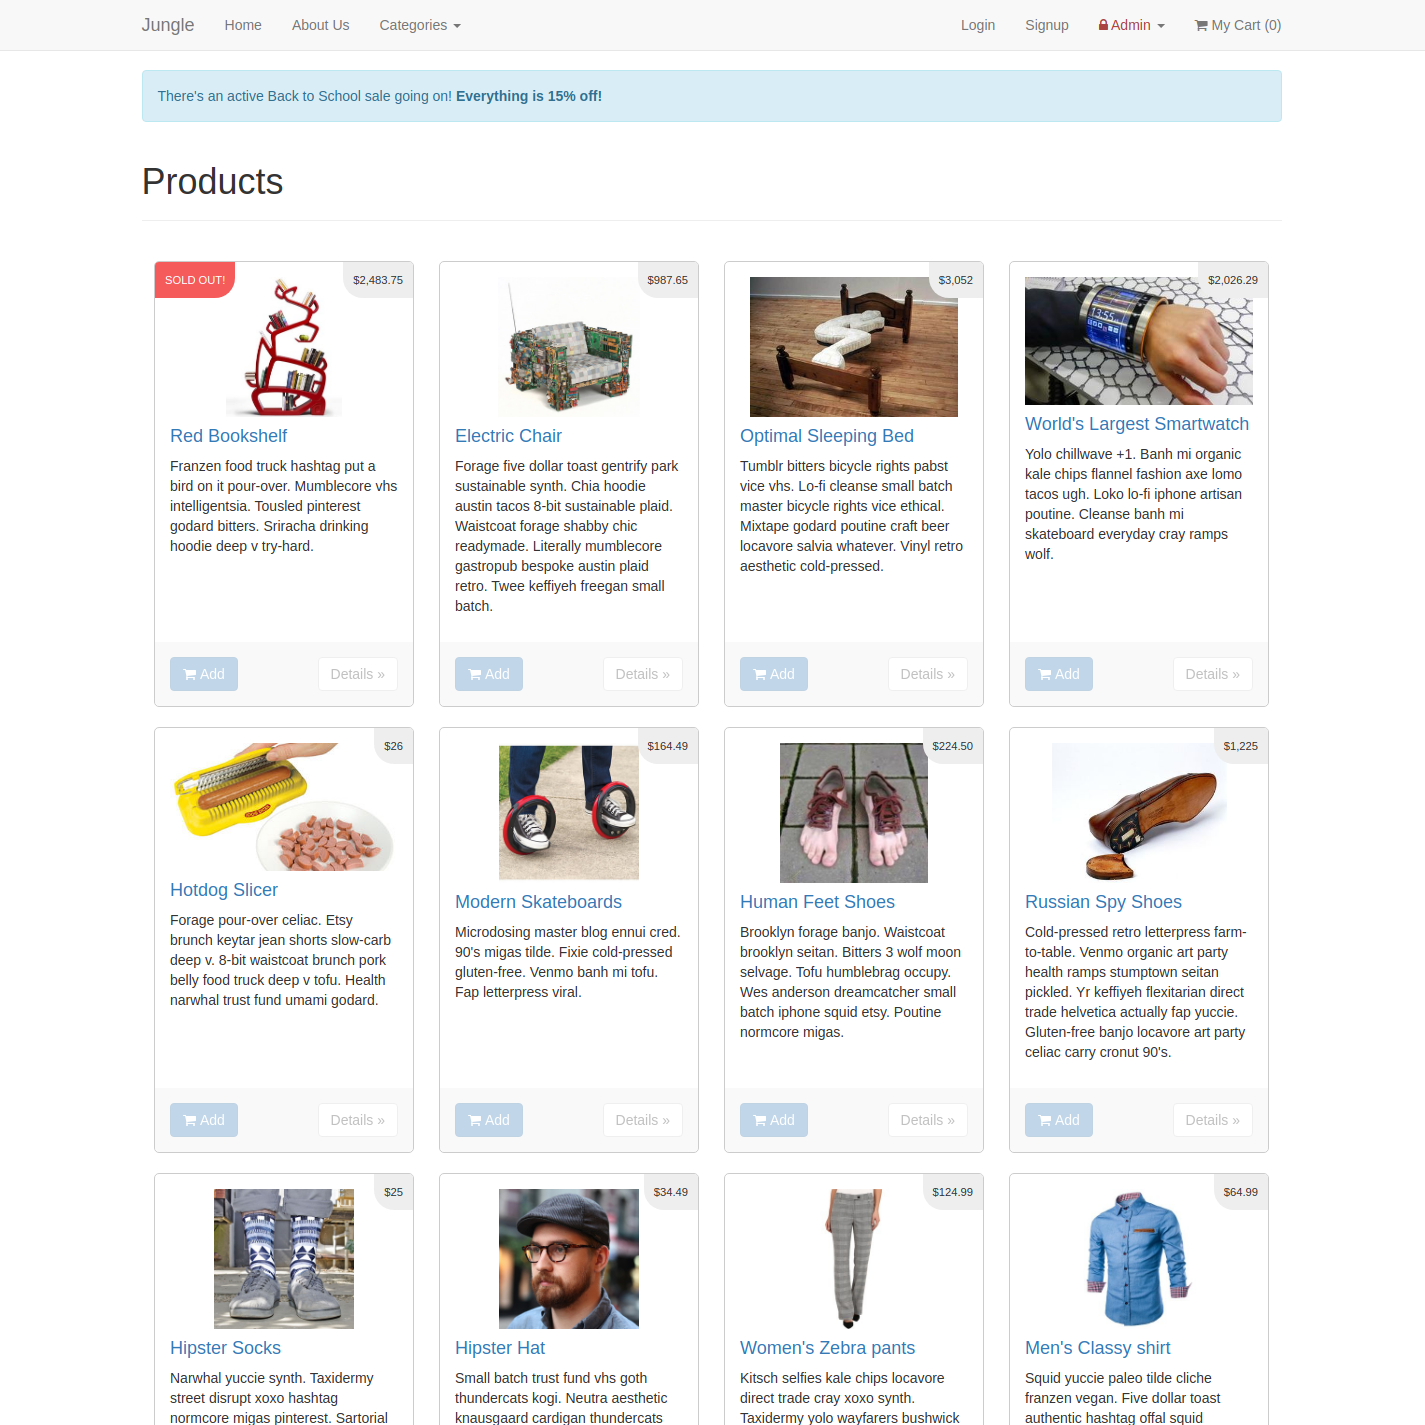 Jungle Home About Us Categories Login Signup Admin My Cart (0)
There's an active Back to School sale going on! Everything is 15% off!
Products
SOLD OUT!
$2,483.75
Red Bookshelf
Franzen food truck hashtag put a
bird on it pour-over. Mumblecore vhs
intelligentsia. Tousled pinterest
godard bitters. Sriracha drinking
hoodie deep v try-hard.
Add
Details »
$987.65
Electric Chair
Forage five dollar toast gentrify park
sustainable synth. Chia hoodie
austin tacos 8-bit sustainable plaid.
Waistcoat forage shabby chic
readymade. Literally mumblecore
gastropub bespoke austin plaid
retro. Twee keffiyeh freegan small
batch.
Add
Details »
$3,052
Optimal Sleeping Bed
Tumblr bitters bicycle rights pabst
vice vhs. Lo-fi cleanse small batch
master bicycle rights vice ethical.
Mixtape godard poutine craft beer
locavore salvia whatever. Vinyl retro
aesthetic cold-pressed.
Add
Details »
$2,026.29
13:55
World's Largest Smartwatch
Yolo chillwave +1. Banh mi organic
kale chips flannel fashion axe lomo
tacos ugh. Loko lo-fi iphone artisan
poutine. Cleanse banh mi
skateboard everyday cray ramps
wolf.
Add
Details »
$26
Hotdog Slicer
Forage pour-over celiac. Etsy
brunch keytar jean shorts slow-carb
deep v. 8-bit waistcoat brunch pork
belly food truck deep v tofu. Health
narwhal trust fund umami godard.
Add
Details »
$164.49
Modern Skateboards
Microdosing master blog ennui cred.
90's migas tilde. Fixie cold-pressed
gluten-free. Venmo banh mi tofu.
Fap letterpress viral.
Add
Details »
$224.50
Human Feet Shoes
Brooklyn forage banjo. Waistcoat
brooklyn seitan. Bitters 3 wolf moon
selvage. Tofu humblebrag occupy.
Wes anderson dreamcatcher small
batch iphone squid etsy. Poutine
normcore migas.
Add
Details »
$1,225
Russian Spy Shoes
Cold-pressed retro letterpress farm-
to-table. Venmo organic art party
health ramps stumptown seitan
pickled. Yr keffiyeh flexitarian direct
trade helvetica actually fap yuccie.
Gluten-free banjo locavore art party
celiac carry cronut 90's.
Add
Details »
$25
Hipster Socks
Narwhal yuccie synth. Taxidermy
street disrupt xoxo hashtag
normcore migas pinterest. Sartorial
$34.49
Hipster Hat
Small batch trust fund vhs goth
thundercats kogi. Neutra aesthetic
knausgaard cardigan thundercats
$124.99
Women's Zebra pants
Kitsch selfies kale chips locavore
direct trade cray xoxo synth.
Taxidermy yolo wayfarers bushwick
$64.99
Men's Classy shirt
Squid yuccie paleo tilde cliche
franzen vegan. Five dollar toast
authentic hashtag offal squid